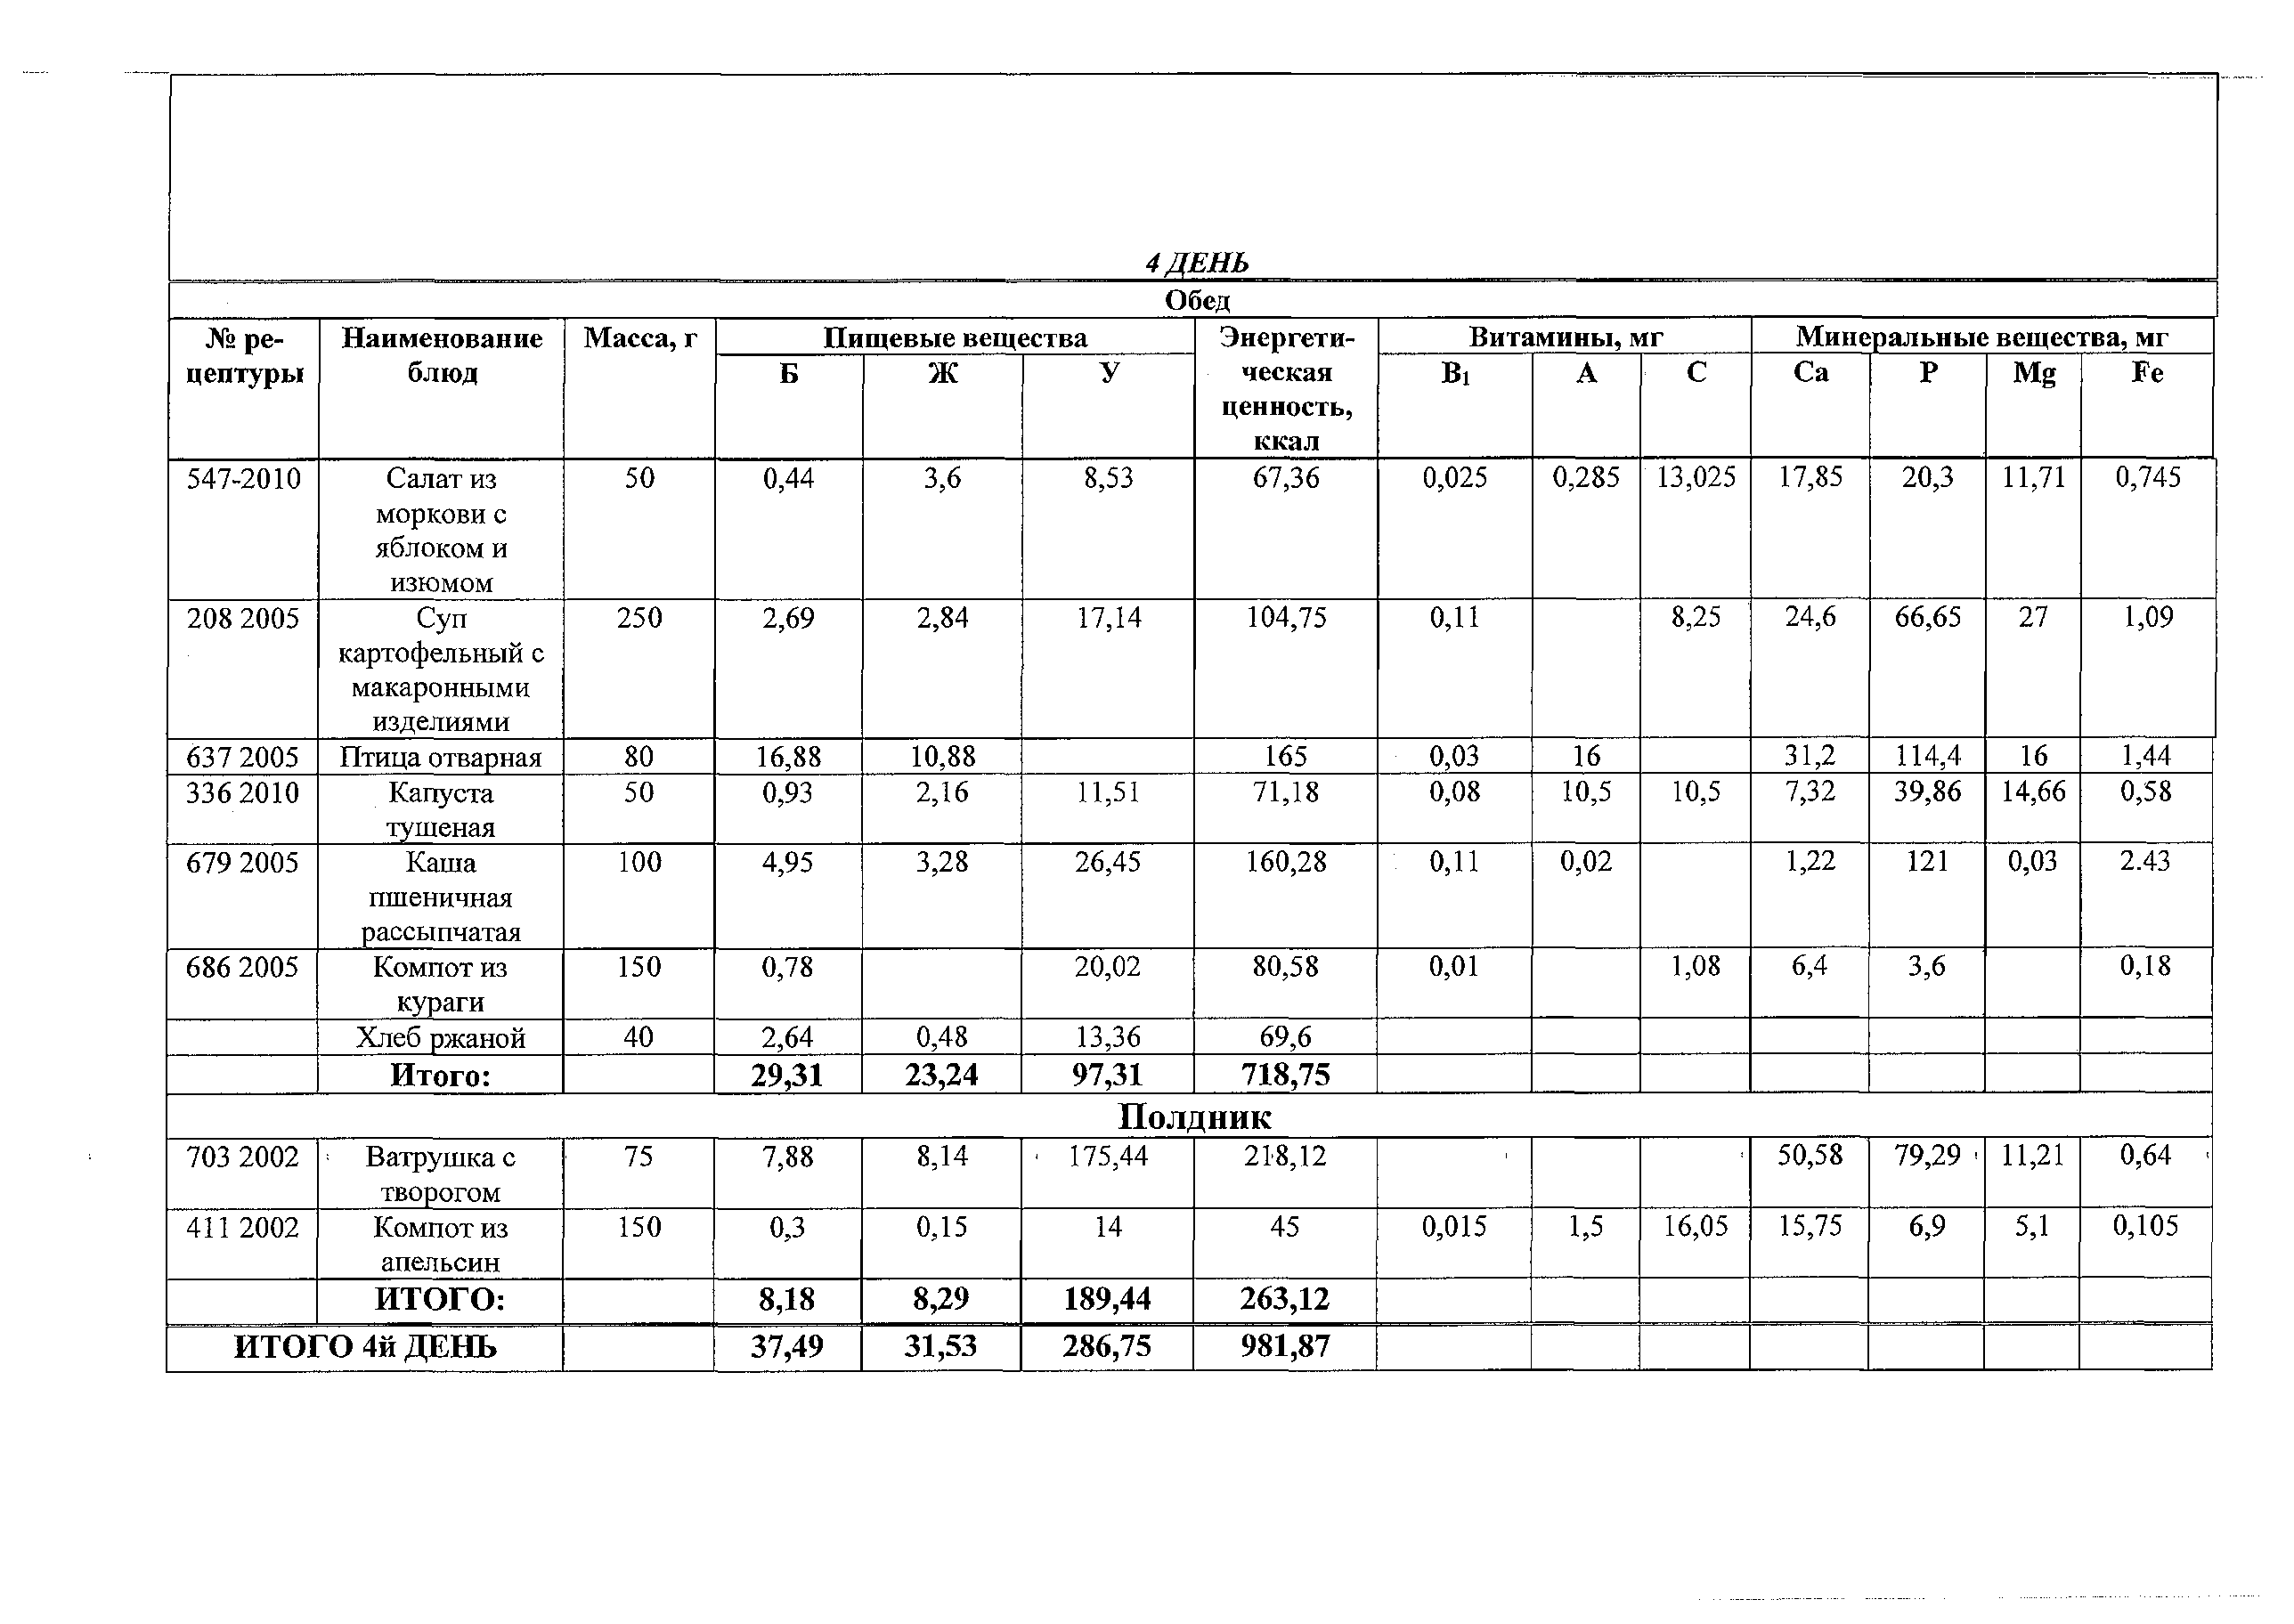 4 ДЕНЬ
Обед
№ ре- Наименование Масса, г Пищевые вещества Энергети- Витамины, мг Минеральные вещества, мг
цептуры блюд Б Ж У ческая B1 А С Ca P Mg Fe
ценность,
ккал
547-2010 Салат из 50 0,44 3,6 8,53 67,36 0,025 0,285 13,025 17,85 20,3 11,71 0,745
моркови с
яблоком и
изюмом
208 2005 Суп 250 2,69 2,84 17,14 104,75 0,11 8,25 24,6 66,65 27 1,09
картофельный с
макаронными
изделиями
637 2005 Птица отварная 80 16,88 10,88 165 0,03 16 31,2 114,4 16 1,44
336 2010 Капуста 50 0,93 2,16 11,51 71,18 0,08 10,5 10,5 7,32 39,86 14,66 0,58
тушеная
679 2005 Каша 100 4,95 3,28 26,45 160,28 0,11 0,02 1,22 121 0,03 2.43
пшеничная
рассыпчатая
686 2005 Компот из 150 0,78 20,02 80,58 0,01 1,08 6,4 3,6 0,18
кураги
Хлеб ржаной 40 2,64 0,48 13,36 69,6
Итого: 29,31 23,24 97,31 718,75
Полдник
703 2002 Ватрушка с 75 7,88 8,14 175,44 218,12 50,58 79,29 11,21 0,64
творогом
411 2002 Компот из 150 0,3 0,15 14 45 0,015 1,5 16,05 15,75 6,9 5,1 0,105
апельсин
ИТОГО: 8,18 8,29 189,44 263,12
ИТОГО 4й ДЕНЬ 37,49 31,53 286,75 981,87